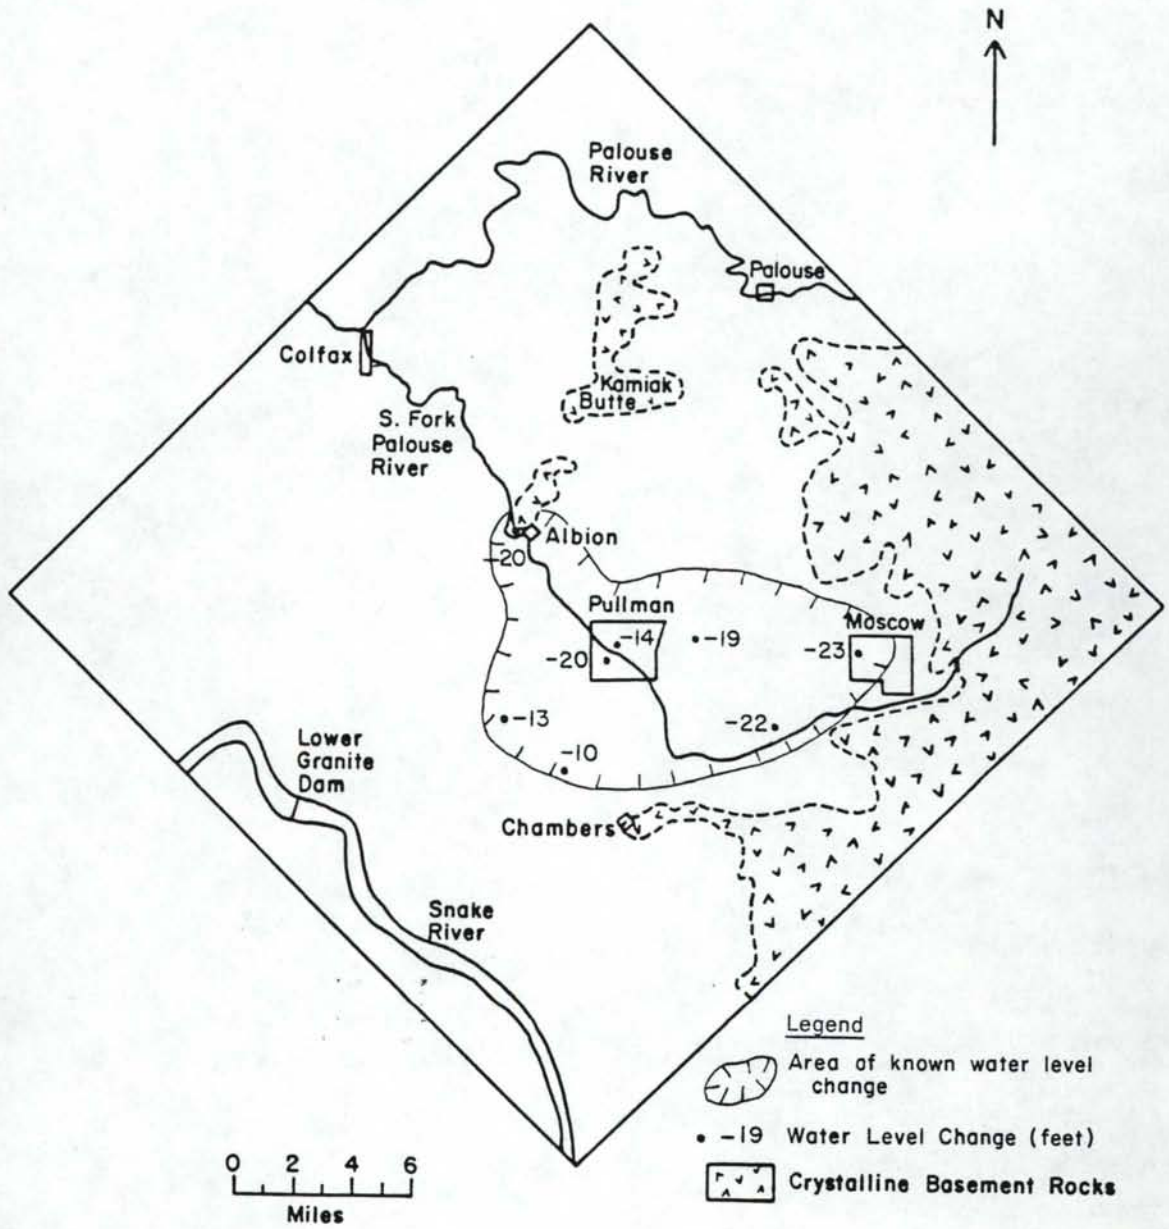 N
Palouse
River
Palouse
Colfax
Kamiak
Butte
S. Fork
Palouse
River
Albion
20
Pullman
-14
-19
Moscow
-20
-23
-13
-22
-10
Lower
Granite
Dam
Chambers
Snake
River
Legend
Area of known water level
change
-19 Water Level Change (feet)
Crystalline Basement Rocks
0 2 4 6
Miles